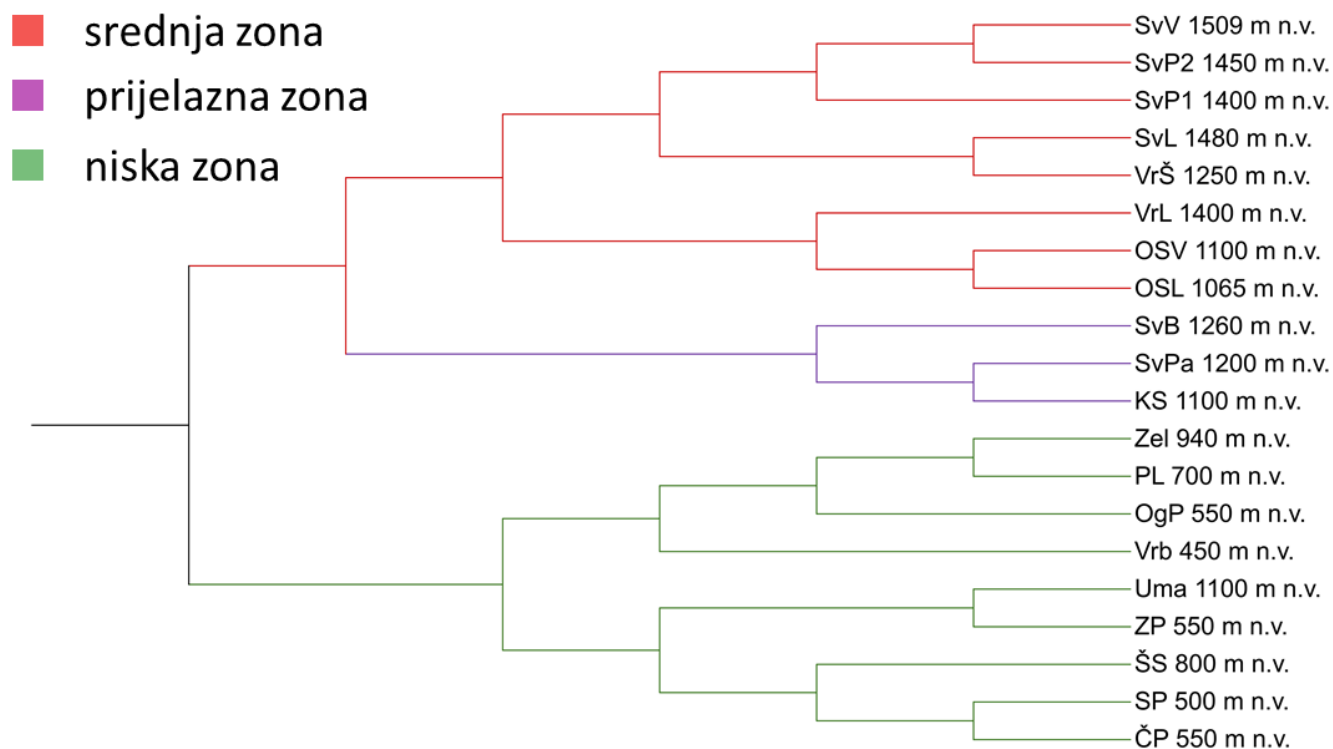 srednja zona
prijelazna zona
niska zona
SvV 1509 m n.v.
SvP2 1450 m n.v.
SvP1 1400 m n.v.
SvL 1480 m n.v.
VrŠ 1250 m n.v.
VrL 1400 m n.v.
OSV 1100 m n.v.
OSL 1065 m n.v.
SvB 1260 m n.v.
SvPa 1200 m n.v.
KS 1100 m n.v.
Zel 940 m n.v.
PL 700 m n.v.
OgP 550 m n.v.
Vrb 450 m n.v.
Uma 1100 m n.v.
ZP 550 m n.v.
ŠS 800 m n.v.
SP 500 m n.v.
ČP 550 m n.v.